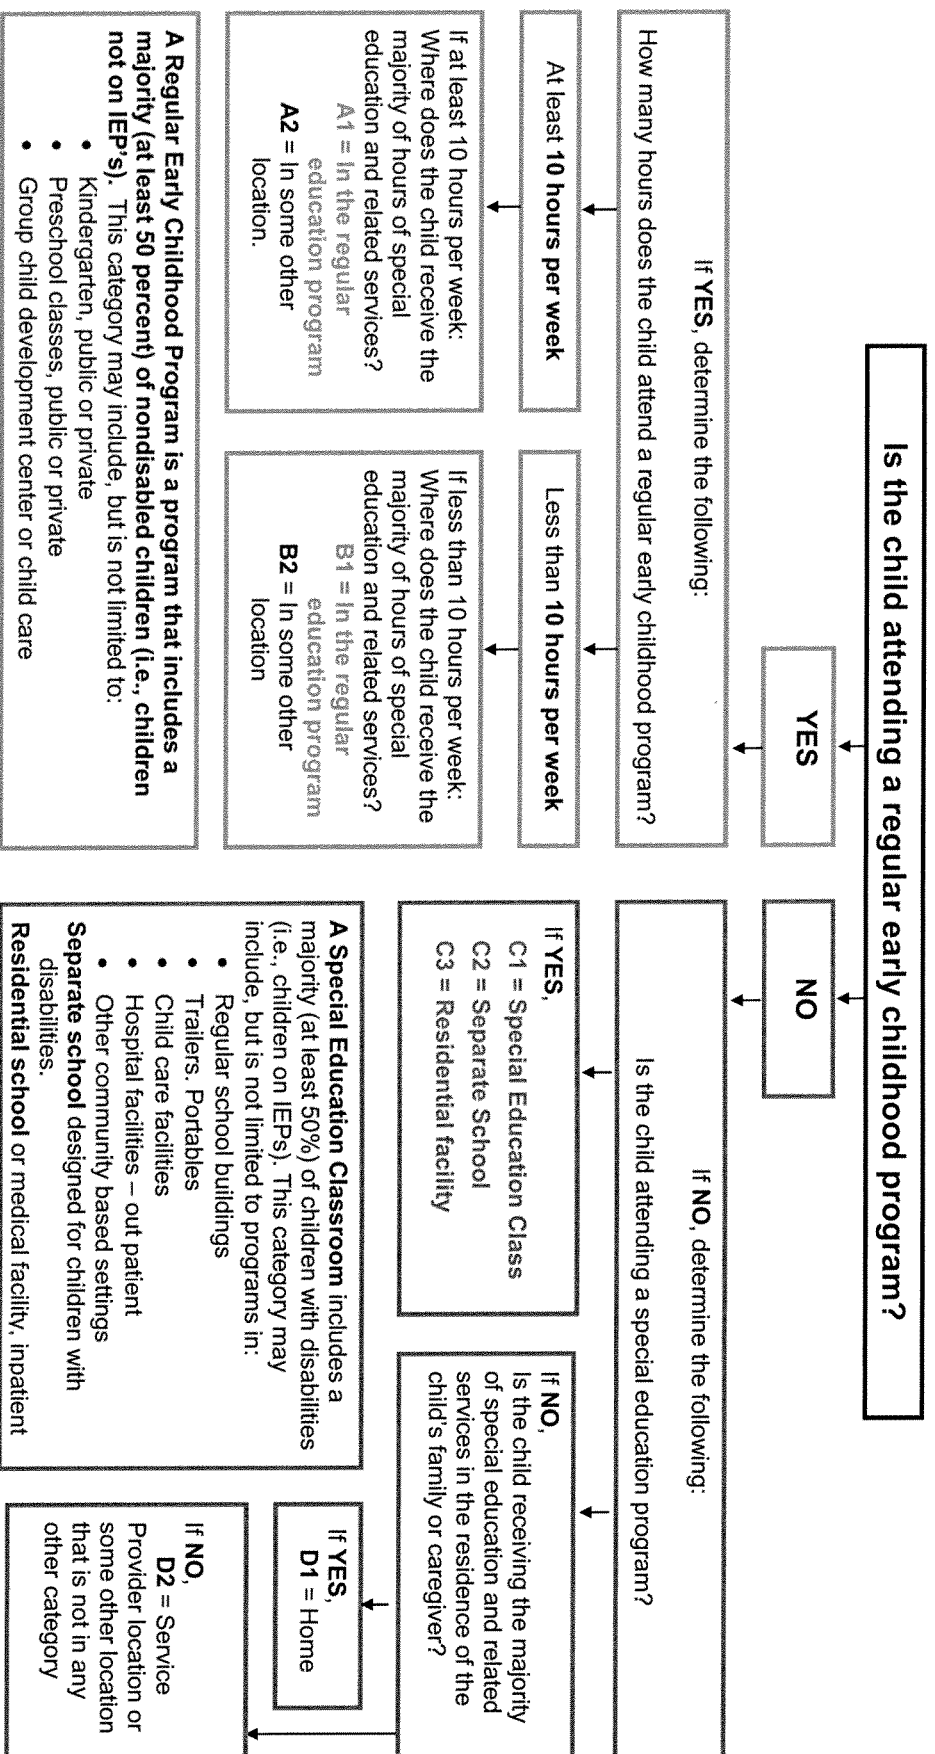 Is the child attending a regular early childhood program?
YES
NO
If YES, determine the following:
How many hours does the child attend a regular early childhood program?
If NO, determine the following:
Is the child attending a special education program?
At least 10 hours per week
Less than 10 hours per week
If at least 10 hours per week:
Where does the child receive the
majority of hours of special
education and related services?
A1 = In the regular
education program
A2 = In some other
location.
If less than 10 hours per week:
Where does the child receive the
majority of hours of special
education and related services?
B1 = In the regular
education program
B2 = In some other
location
If YES,
C1 = Special Education Class
C2 = Separate School
C3 = Residential facility
If NO,
Is the child receiving the majority
of special education and related
services in the residence of the
child's family or caregiver?
If YES,
D1 = Home
If NO,
D2 = Service
Provider location or
some other location
that is not in any
other category
A Regular Early Childhood Program is a program that includes a
majority (at least 50 percent) of nondisabled children (i.e., children
not on IEP's). This category may include, but is not limited to:
• Kindergarten, public or private
• Preschool classes, public or private
• Group child development center or child care
A Special Education Classroom includes a
majority (at least 50%) of children with disabilities
(i.e., children on IEPs). This category may
include, but is not limited to programs in:
• Regular school buildings
• Trailers. Portables
• Child care facilities
• Hospital facilities – out patient
• Other community based settings
Separate school designed for children with
disabilities.
Residential school or medical facility, inpatient